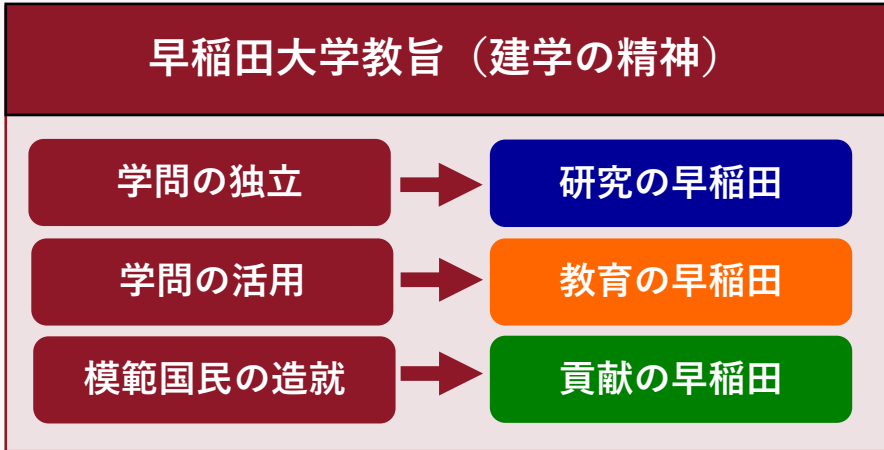 早稲田大学教旨（建学の精神）
学問の独立
研究の早稲田
学問の活用
教育の早稲田
模範国民の造就
貢献の早稲田